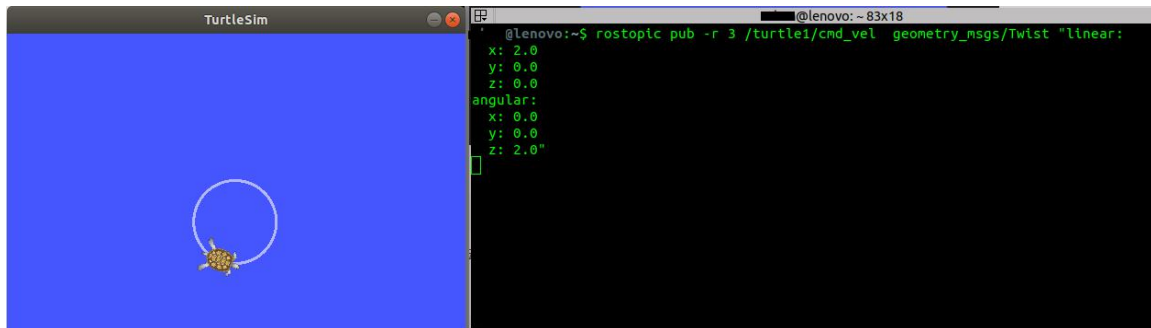 TurtleSim
@lenovo: ~ 83x18
@lenovo:~$ rostopic pub -r 3 /turtle1/cmd_vel  geometry_msgs/Twist "linear:
  x: 2.0
  y: 0.0
  z: 0.0
angular:
  x: 0.0
  y: 0.0
  z: 2.0"